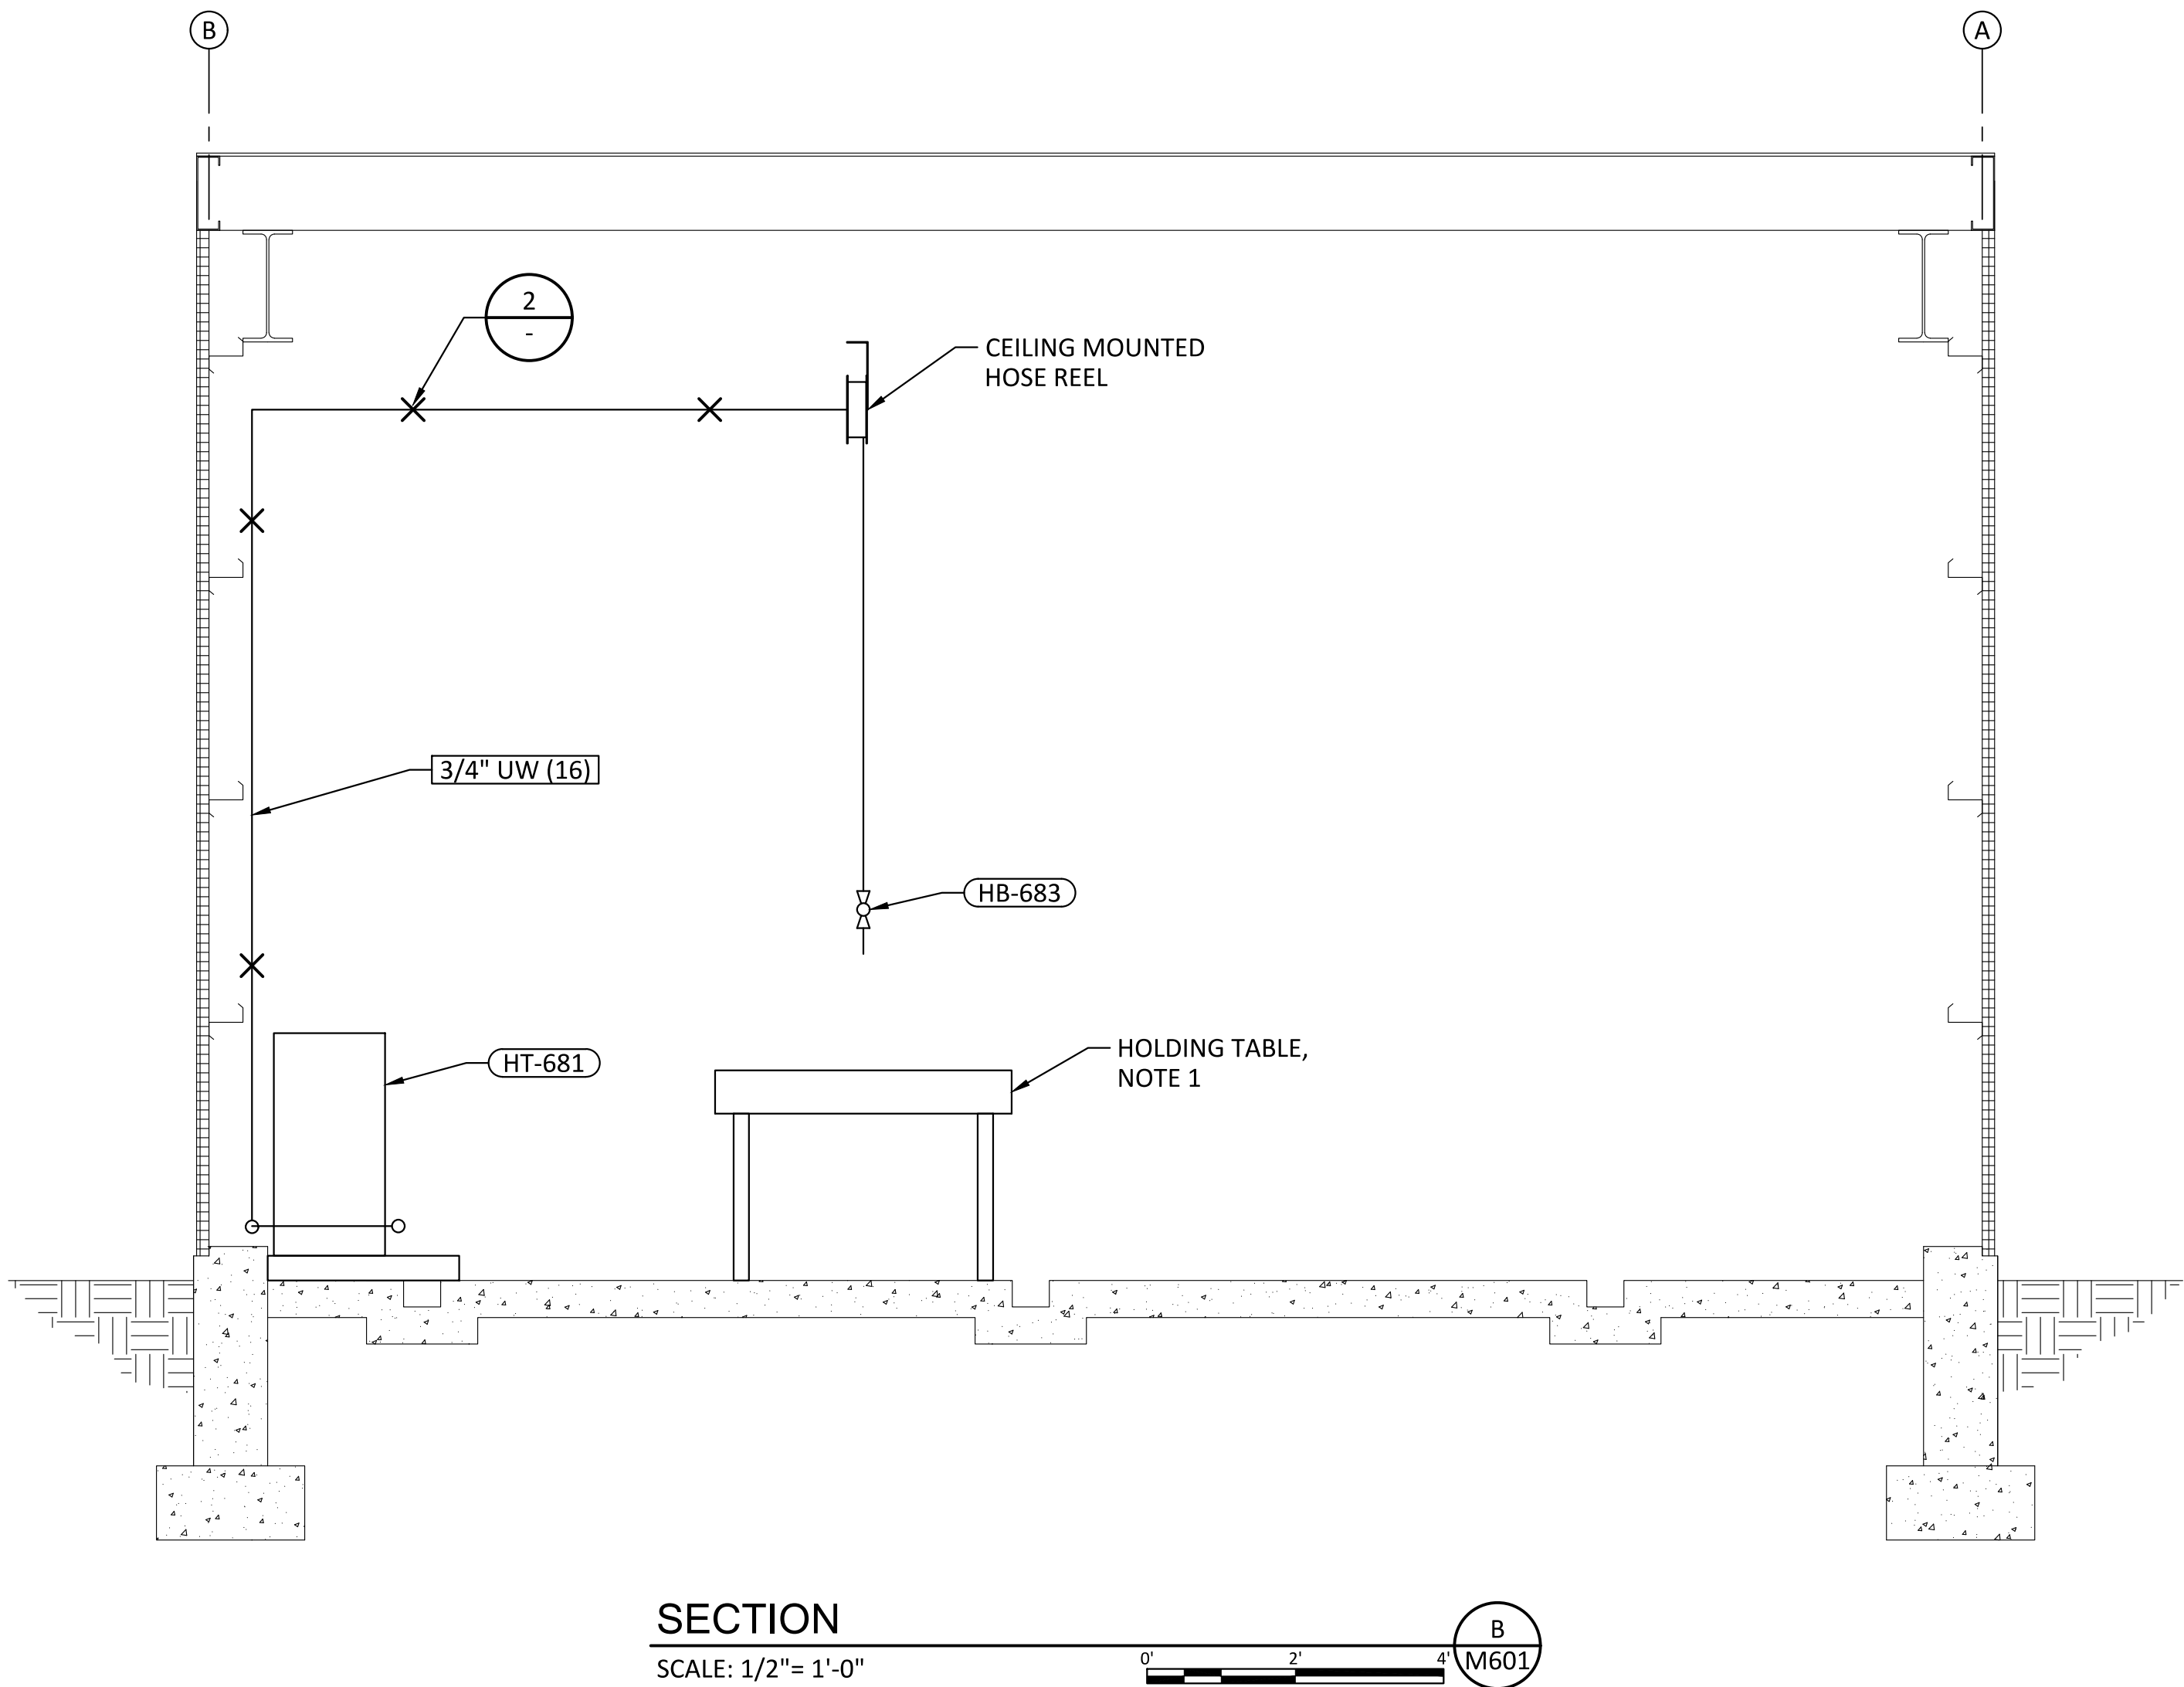 B
A
2
-
CEILING MOUNTED
HOSE REEL
3/4" UW (16)
HB-683
HT-681
HOLDING TABLE,
NOTE 1
SECTION
SCALE: 1/2"= 1'-0"
0' 2' 4'
B
M601